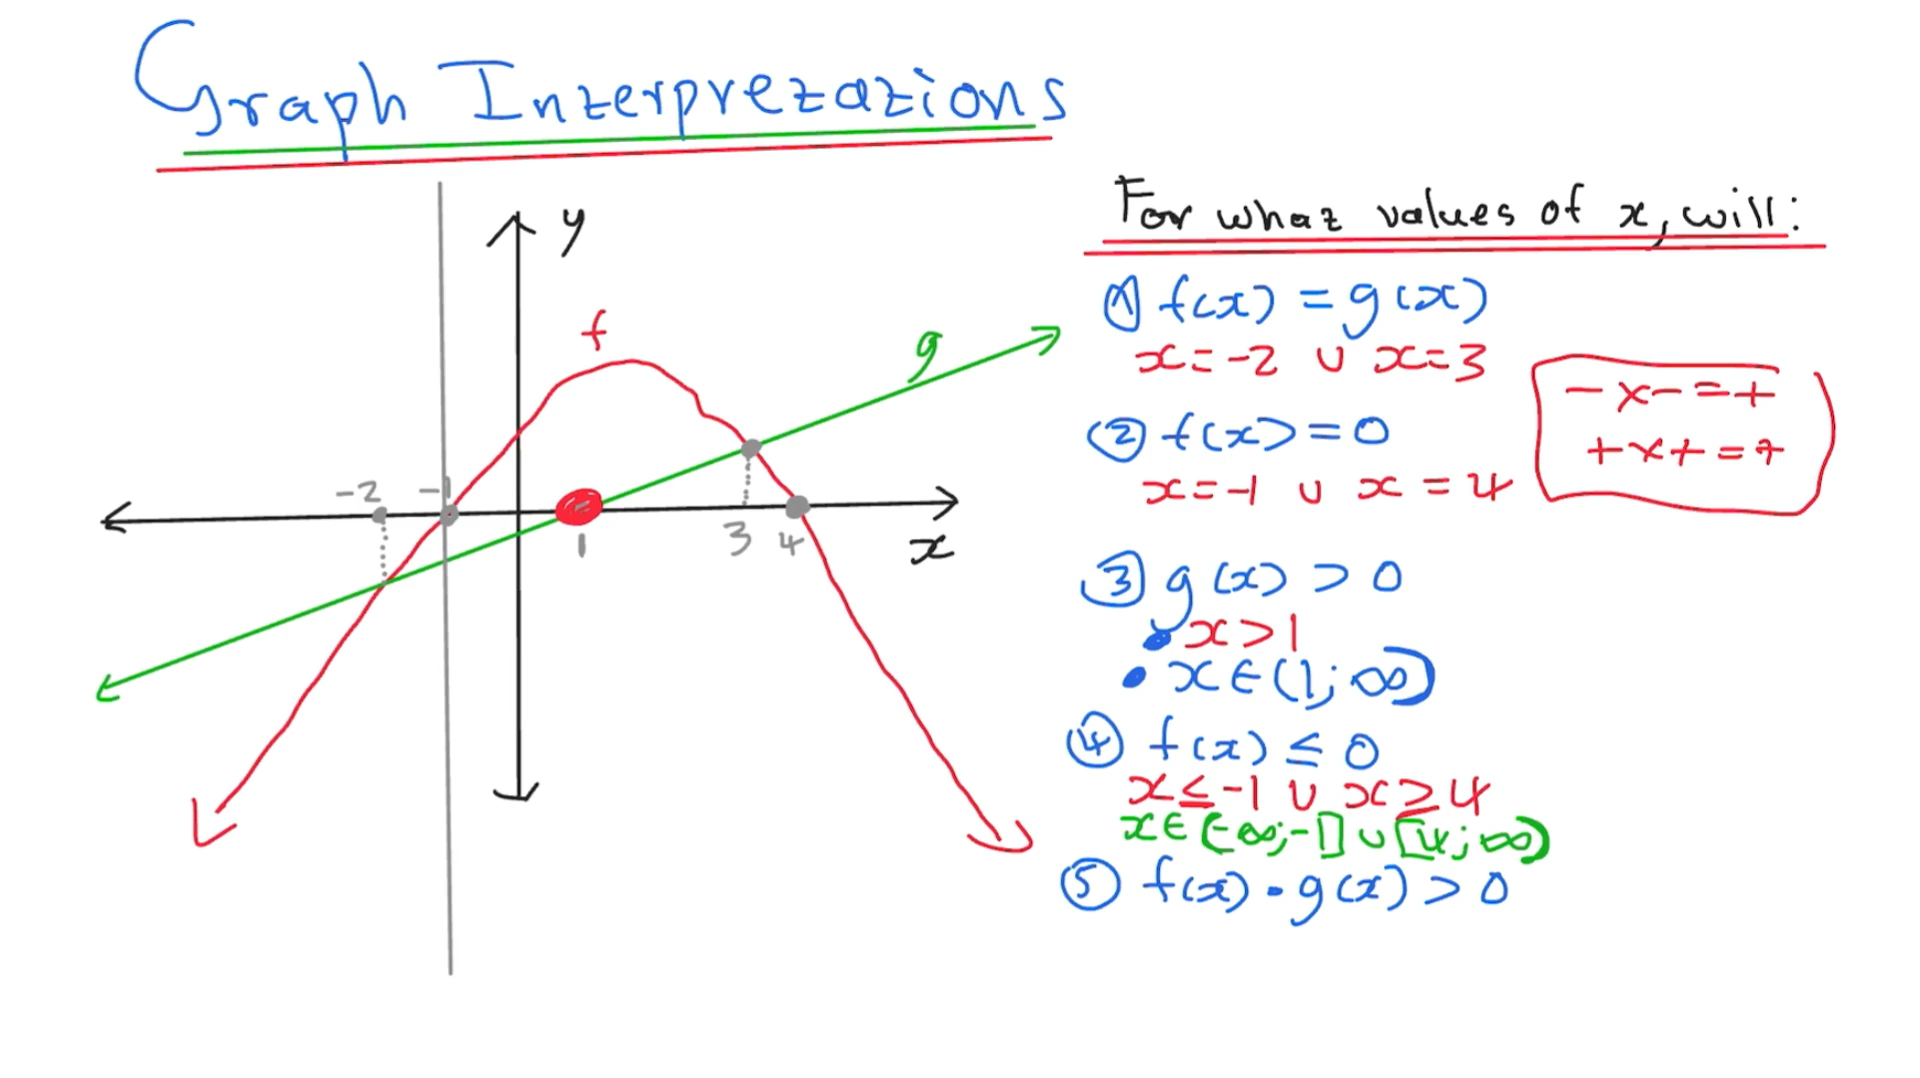 Graph Interpretations
y
f
g
-2 -1
1 3 4
x
For what values of x, will:
① f(x) = g(x)
x=-2 ∪ x=3
- x - = +
+ x + = +
② f(x) = 0
x=-1 ∪ x = 4
③ g(x) > 0
• x>1
• x∈(1;∞)
④ f(x) ≤ 0
x≤-1 ∪ x≥4
x∈(-∞;-1]∪[4;∞)
⑤ f(x)·g(x) > 0